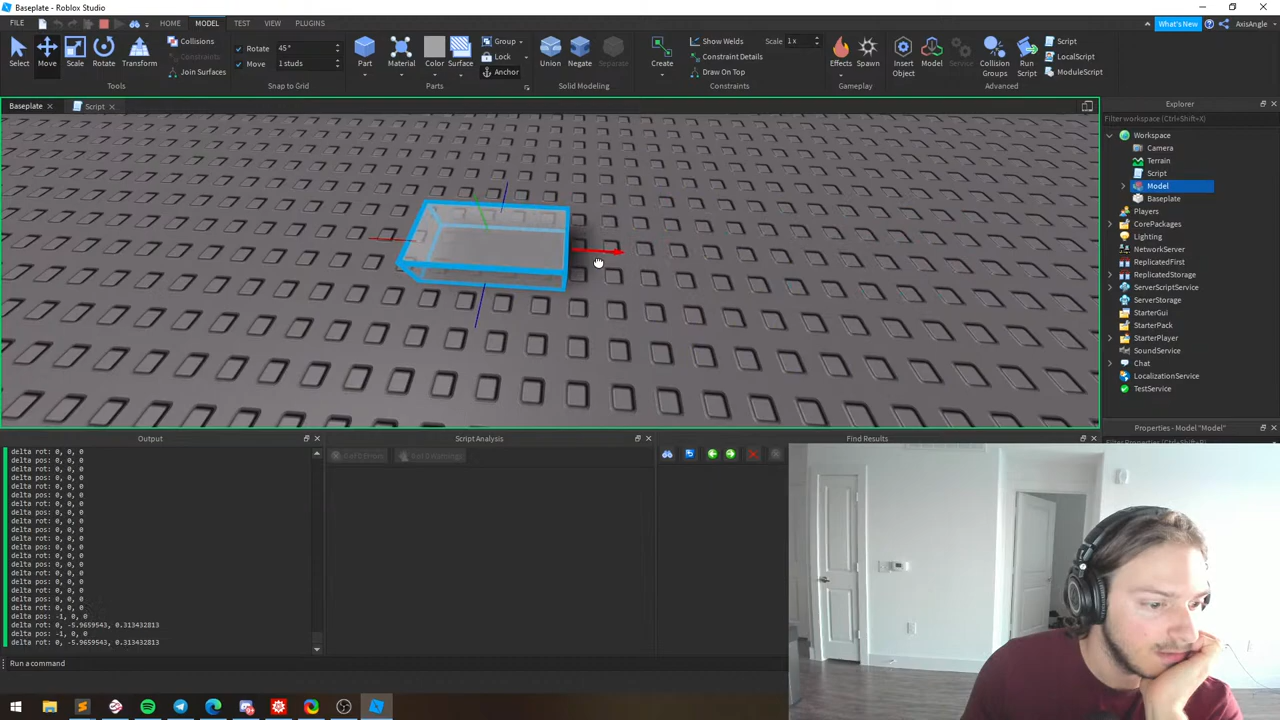 Baseplate - Roblox Studio
FILE HOME MODEL TEST VIEW PLUGINS
What's New AxisAngle
Select Move Scale Rotate Transform
Collisions
Constraints
Join Surfaces
Tools
Rotate 45°
Move 1 studs
Snap to Grid
Part Material Color Surface
Group
Lock
Anchor
Parts
Union Negate Separate
Solid Modeling
Create
Show Welds
Constraint Details
Draw On Top
Scale 1 x
Constraints
Effects Spawn
Gameplay
Insert Object
Model
Service
Collision Groups
Run Script
Script
LocalScript
ModuleScript
Advanced
Baseplate
Script
Explorer
Filter workspace (Ctrl+Shift+X)
Workspace
Camera
Terrain
Script
Model
Baseplate
Players
CorePackages
Lighting
NetworkServer
ReplicatedFirst
ReplicatedStorage
ServerScriptService
ServerStorage
StarterGui
StarterPack
StarterPlayer
SoundService
Chat
LocalizationService
TestService
Properties - Model "Model"
Output
delta rot: 0, 0, 0
delta pos: 0, 0, 0
delta rot: 0, 0, 0
delta pos: 0, 0, 0
delta rot: 0, 0, 0
delta pos: 0, 0, 0
delta rot: 0, 0, 0
delta pos: 0, 0, 0
delta rot: 0, 0, 0
delta pos: 0, 0, 0
delta rot: 0, 0, 0
delta pos: 0, 0, 0
delta rot: 0, 0, 0
delta pos: 0, 0, 0
delta rot: 0, 0, 0
delta pos: 0, 0, 0
delta rot: 0, 0, 0
delta pos: 0, 0, 0
delta rot: 0, 0, 0
delta pos: -1, 0, 0
delta rot: 0, -5.9659543, 0.313432813
delta pos: -1, 0, 0
delta rot: 0, -5.9659543, 0.313432813
Script Analysis
Find Results
Run a command